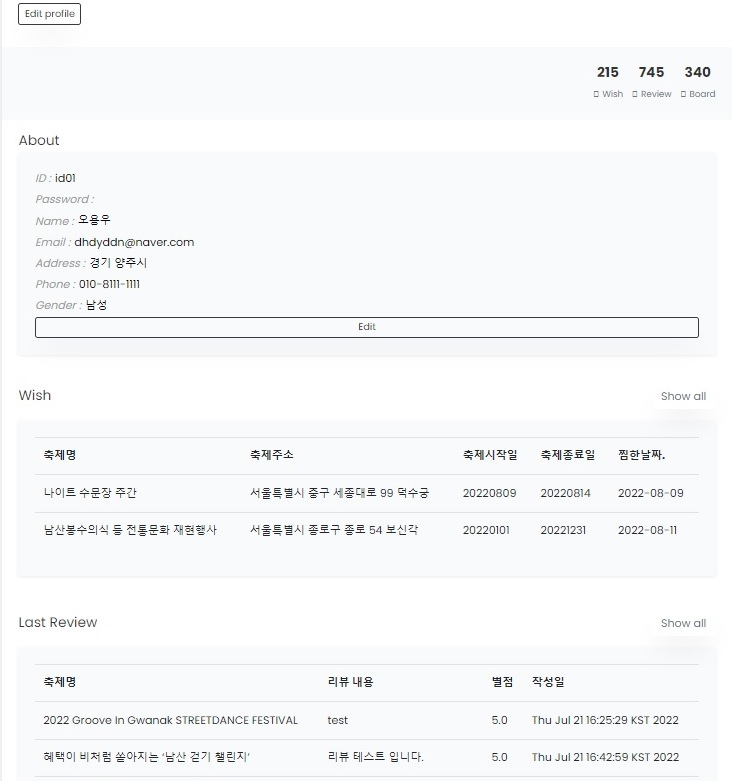 Edit profile
215 745 340
Wish Review Board
About
ID : id01
Password :
Name : 오용우
Email : dhdyddn@naver.com
Address : 경기 양주시
Phone : 010-8111-1111
Gender : 남성
Edit
Wish Show all
축제명 축제주소 축제시작일 축제종료일 찜한날짜.
나이트 수문장 주간 서울특별시 중구 세종대로 99 덕수궁 20220809 20220814 2022-08-09
남산봉수의식 등 전통문화 재현행사 서울특별시 종로구 종로 54 보신각 20220101 20221231 2022-08-11
Last Review Show all
축제명 리뷰 내용 별점 작성일
2022 Groove In Gwanak STREETDANCE FESTIVAL test 5.0 Thu Jul 21 16:25:29 KST 2022
혜택이 비처럼 쏟아지는 ‘남산 걷기 챌린지’ 리뷰 테스트 입니다. 5.0 Thu Jul 21 16:42:59 KST 2022